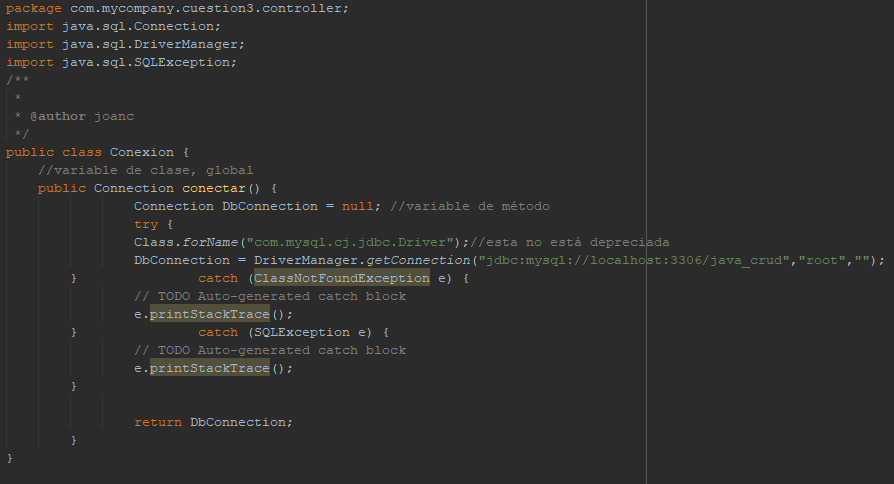 package com.mycompany.cuestion3.controller;
import java.sql.Connection;
import java.sql.DriverManager;
import java.sql.SQLException;
/**
 *
 * @author joanc
 */
public class Conexion {
    //variable de clase, global
    public Connection conectar() {
                Connection DbConnection = null; //variable de método
                try {
                Class.forName("com.mysql.cj.jdbc.Driver");//esta no está depreciada
                DbConnection = DriverManager.getConnection("jdbc:mysql://localhost:3306/java_crud","root","");
        }               catch (ClassNotFoundException e) {
                // TODO Auto-generated catch block
                e.printStackTrace();
        }               catch (SQLException e) {
                // TODO Auto-generated catch block
                e.printStackTrace();
        }
                return DbConnection;
        }
}